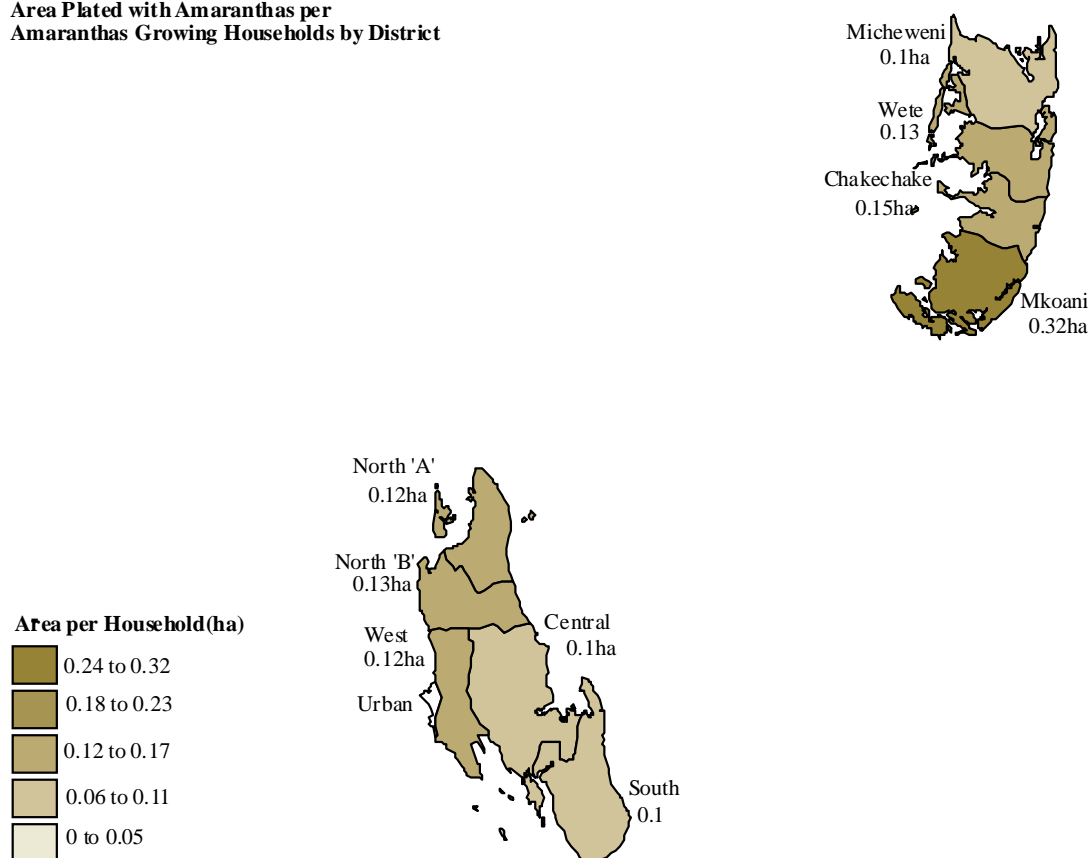 Area Plated with Amaranthas per
Amaranthas Growing Households by District
Micheweni
0.1ha
Wete
0.13
Chakechake
0.15ha
Mkoani
0.32ha
North 'A'
0.12ha
North 'B'
0.13ha
West
0.12ha
Urban
Central
0.1ha
South
0.1
Area per Household(ha)
0.24 to 0.32
0.18 to 0.23
0.12 to 0.17
0.06 to 0.11
0 to 0.05